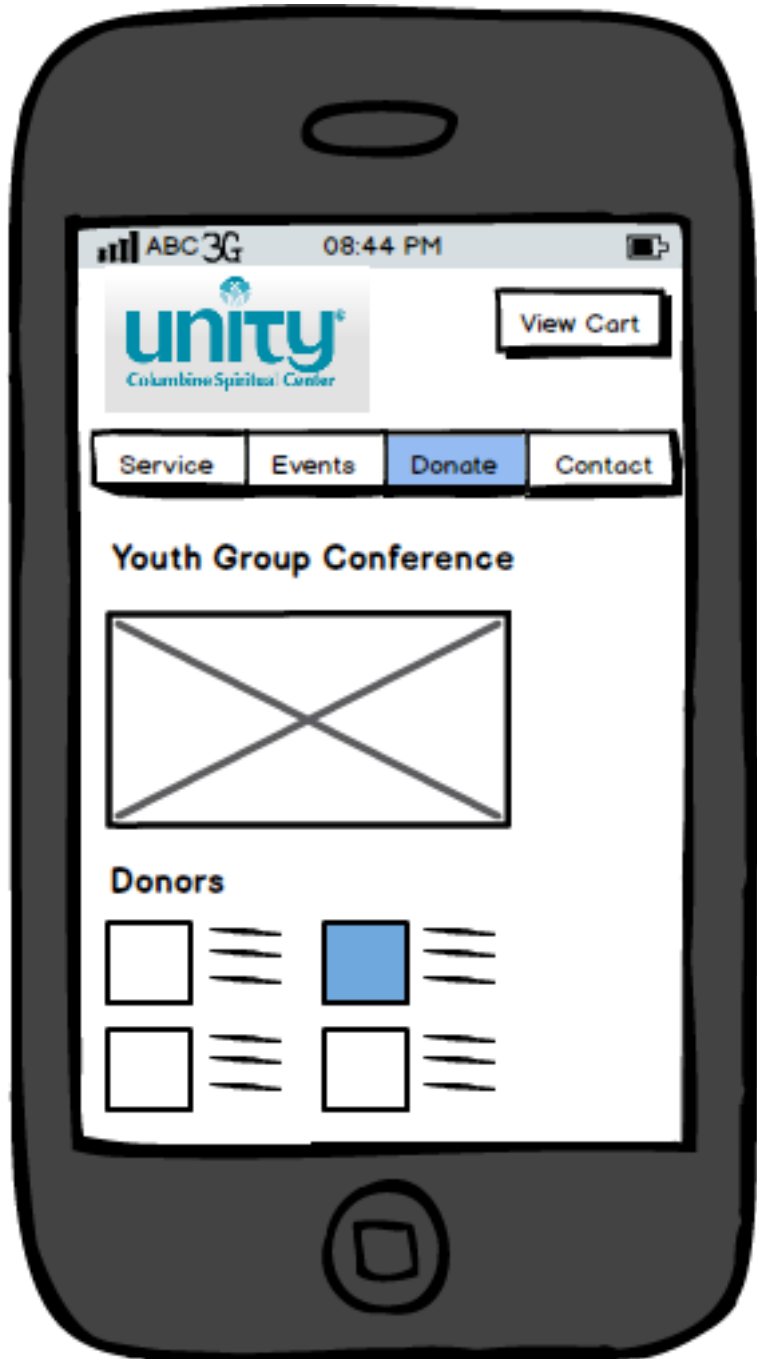 ABC 3G 08:44 PM
unity®
Columbine Spiritual Center
View Cart
Service Events Donate Contact
Youth Group Conference
Donors